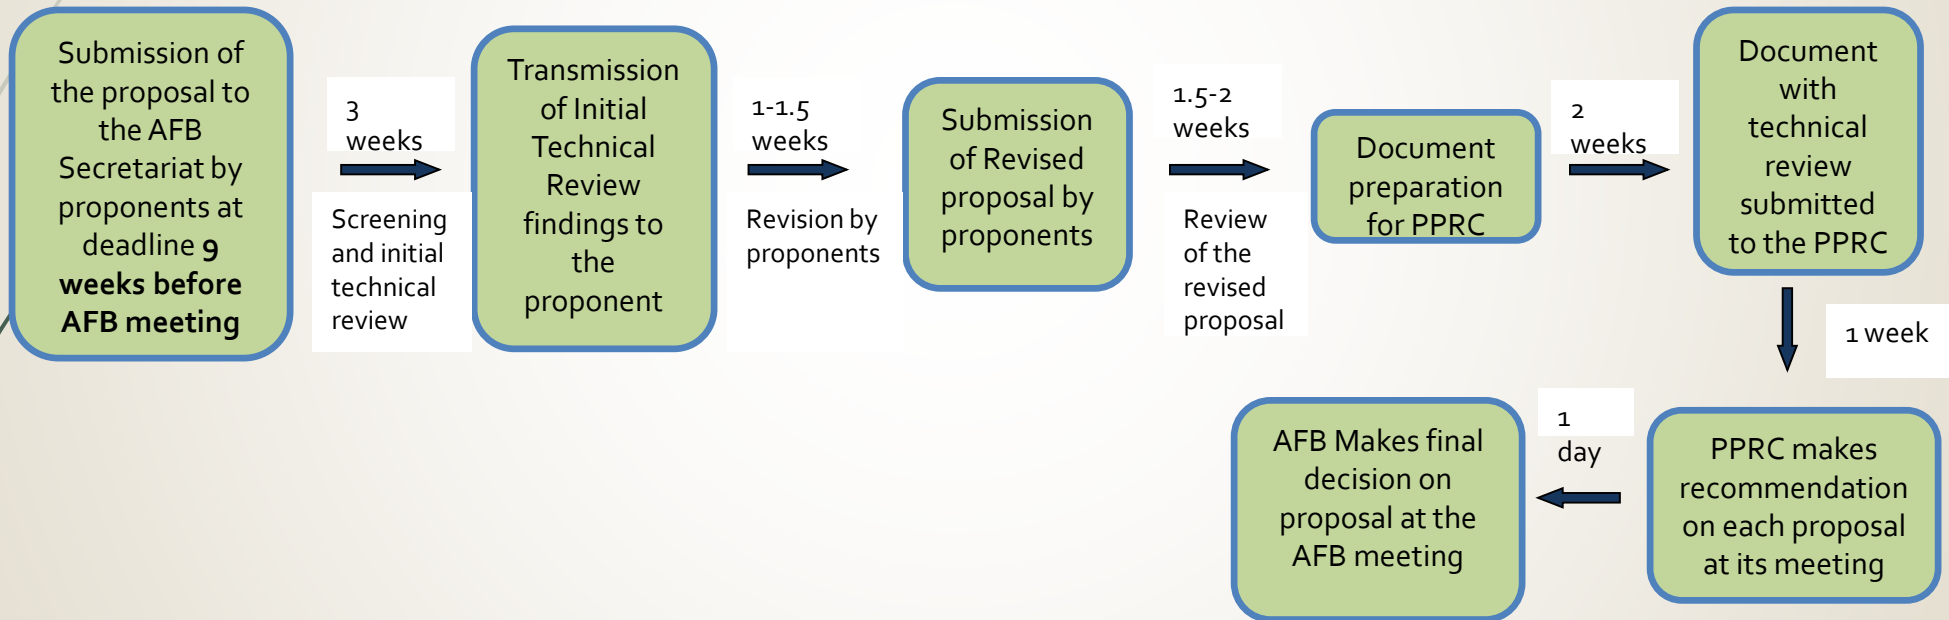 Submission of
the proposal to
the AFB
Secretariat by
proponents at
deadline 9
weeks before
AFB meeting
3
weeks
Screening
and initial
technical
review
Transmission
of Initial
Technical
Review
findings to
the
proponent
1-1.5
weeks
Revision by
proponents
Submission
of Revised
proposal by
proponents
1.5-2
weeks
Review
of the
revised
proposal
Document
preparation
for PPRC
2
weeks
Document
with
technical
review
submitted
to the PPRC
1 week
PPRC makes
recommendation
on each proposal
at its meeting
1
day
AFB Makes final
decision on
proposal at the
AFB meeting